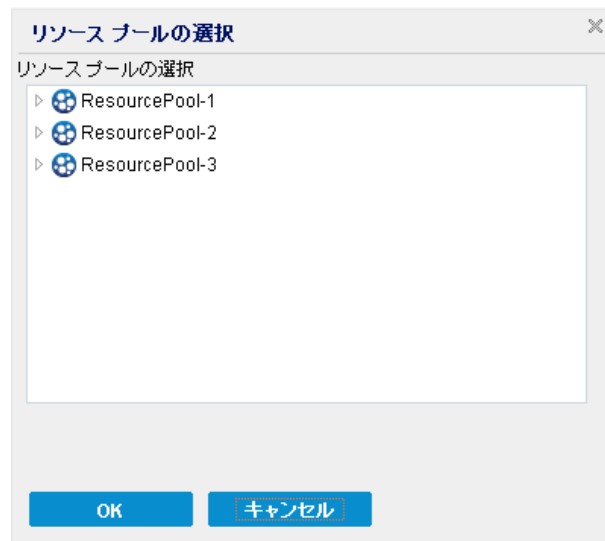 リソース プールの選択
リソース プールの選択
ResourcePool-1
ResourcePool-2
ResourcePool-3
OK
キャンセル